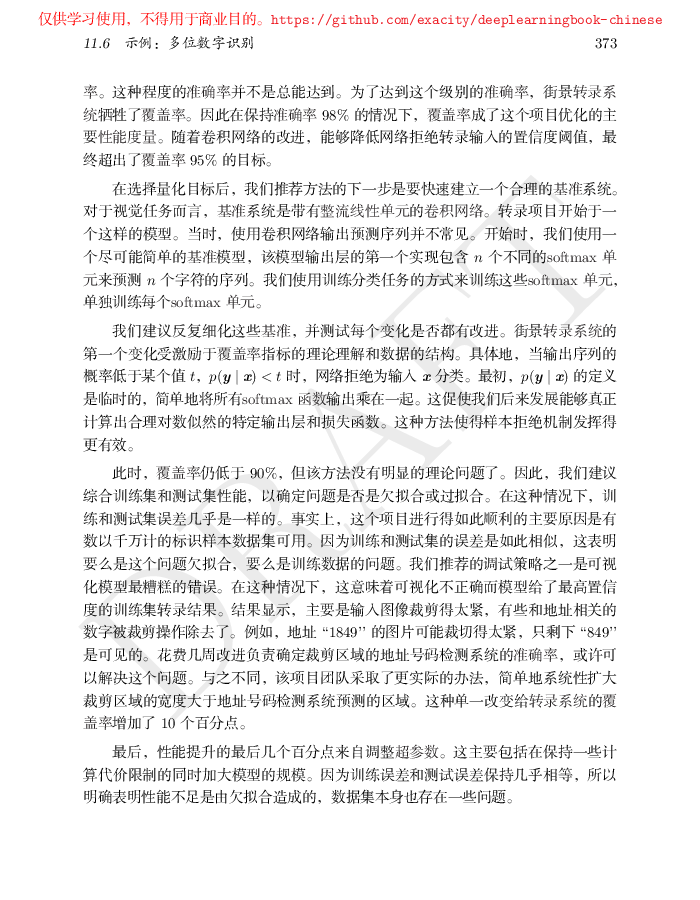 仅供学习使用，不得用于商业目的。https://github.com/exacity/deeplearningbook-chinese
11.6 示例：多位数字识别 373
率。这种程度的准确率并不是总能达到。为了达到这个级别的准确率，街景转录系
统牺牲了覆盖率。因此在保持准确率 98% 的情况下，覆盖率成了这个项目优化的主
要性能度量。随着卷积网络的改进，能够降低网络拒绝转录输入的置信度阈值，最
终超出了覆盖率 95% 的目标。
在选择量化目标后，我们推荐方法的下一步是要快速建立一个合理的基准系统。
对于视觉任务而言，基准系统是带有整流线性单元的卷积网络。转录项目开始于一
个这样的模型。当时，使用卷积网络输出预测序列并不常见。开始时，我们使用一
个尽可能简单的基准模型，该模型输出层的第一个实现包含 n 个不同的softmax 单
元来预测 n 个字符的序列。我们使用训练分类任务的方式来训练这些softmax 单元，
单独训练每个softmax 单元。
我们建议反复细化这些基准，并测试每个变化是否都有改进。街景转录系统的
第一个变化受激励于覆盖率指标的理论理解和数据的结构。具体地，当输出序列的
概率低于某个值 t，p(y | x) < t 时，网络拒绝为输入 x 分类。最初，p(y | x) 的定义
是临时的，简单地将所有softmax 函数输出乘在一起。这促使我们后来发展能够真正
计算出合理对数似然的特定输出层和损失函数。这种方法使得样本拒绝机制发挥得
更有效。
此时，覆盖率仍低于 90%，但该方法没有明显的理论问题了。因此，我们建议
综合训练集和测试集性能，以确定问题是否是欠拟合或过拟合。在这种情况下，训
练和测试集误差几乎是一样的。事实上，这个项目进行得如此顺利的主要原因是有
数以千万计的标识样本数据集可用。因为训练和测试集的误差是如此相似，这表明
要么是这个问题欠拟合，要么是训练数据的问题。我们推荐的调试策略之一是可视
化模型最糟糕的错误。在这种情况下，这意味着可视化不正确而模型给了最高置信
度的训练集转录结果。结果显示，主要是输入图像裁剪得太紧，有些和地址相关的
数字被裁剪操作除去了。例如，地址 “1849’’ 的图片可能裁切得太紧，只剩下 “849’’
是可见的。花费几周改进负责确定裁剪区域的地址号码检测系统的准确率，或许可
以解决这个问题。与之不同，该项目团队采取了更实际的办法，简单地系统性扩大
裁剪区域的宽度大于地址号码检测系统预测的区域。这种单一改变给转录系统的覆
盖率增加了 10 个百分点。
最后，性能提升的最后几个百分点来自调整超参数。这主要包括在保持一些计
算代价限制的同时加大模型的规模。因为训练误差和测试误差保持几乎相等，所以
明确表明性能不足是由欠拟合造成的，数据集本身也存在一些问题。
DRAFT